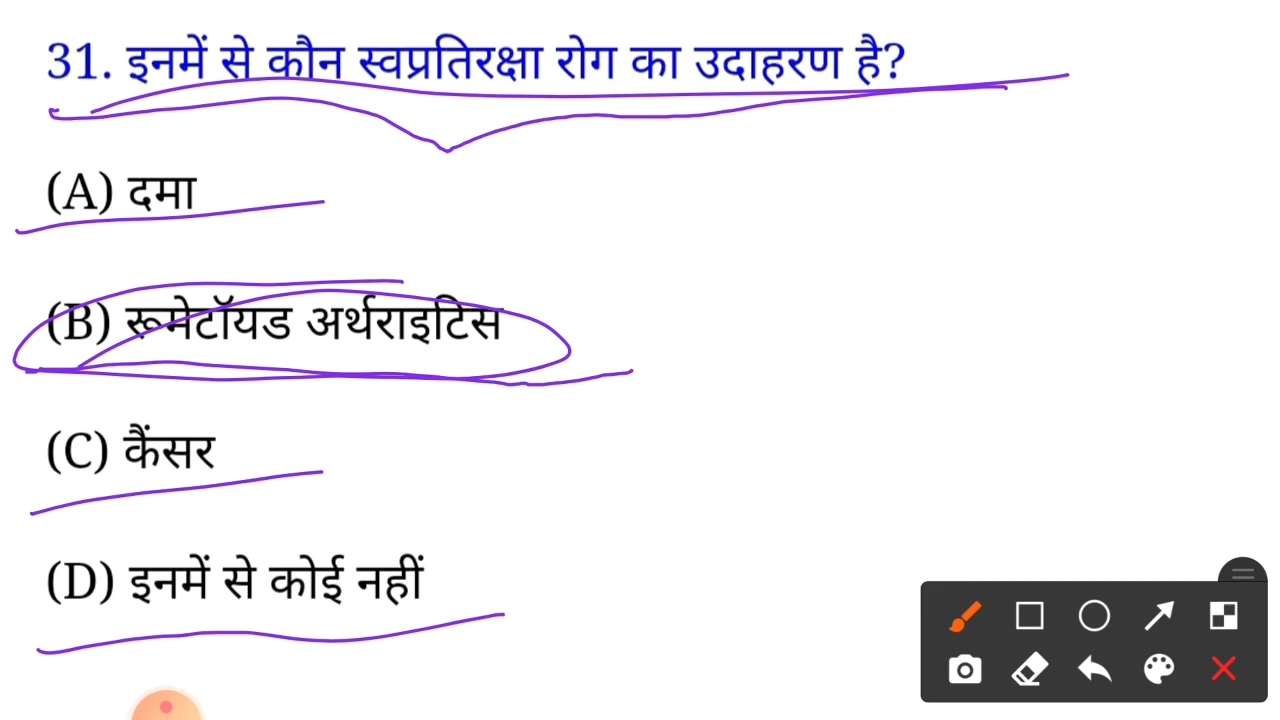 31. इनमें से कौन स्वप्रतिरक्षा रोग का उदाहरण है?
(A) दमा
(B) रूमेटॉयड अर्थराइटिस
(C) कैंसर
(D) इनमें से कोई नहीं